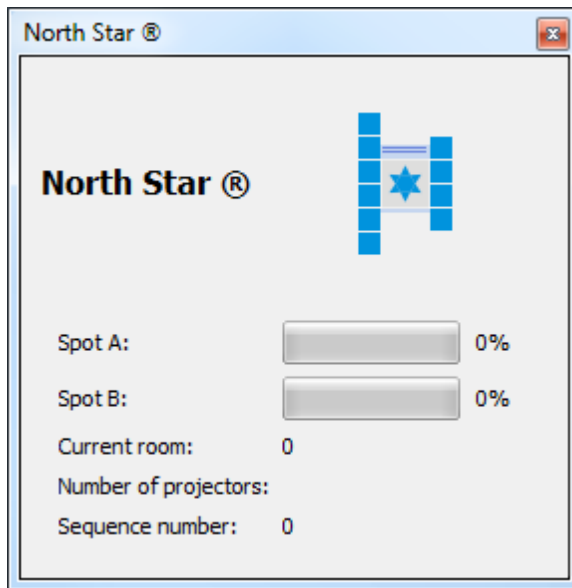 North Star ®
North Star ®
Spot A: 0%
Spot B: 0%
Current room: 0
Number of projectors:
Sequence number: 0